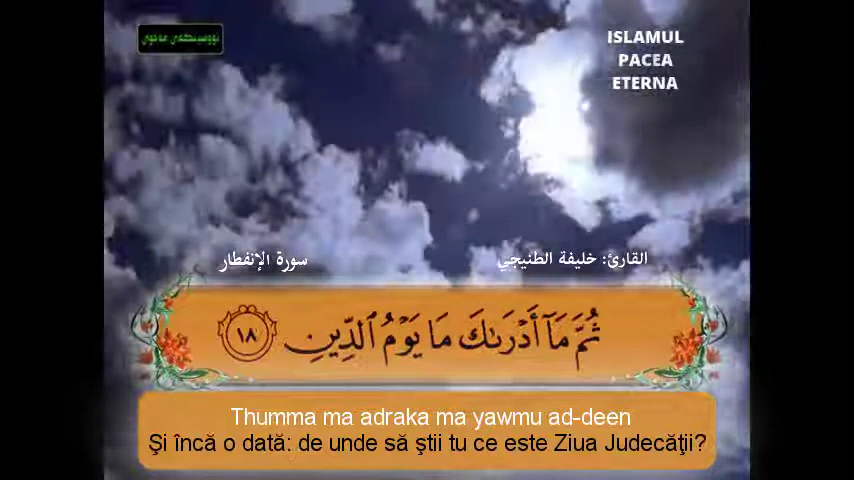 ISLAMUL
PACEA
ETERNA
سورة الإنفطار
القارئ: خليفة الطنيجي
ثُمَّ مَآ أَدْرَىٰكَ مَا يَوْمُ ٱلدِّينِ ١٨
Thumma ma adraka ma yawmu ad-deen
Şi încă o dată: de unde să ştii tu ce este Ziua Judecăţii?